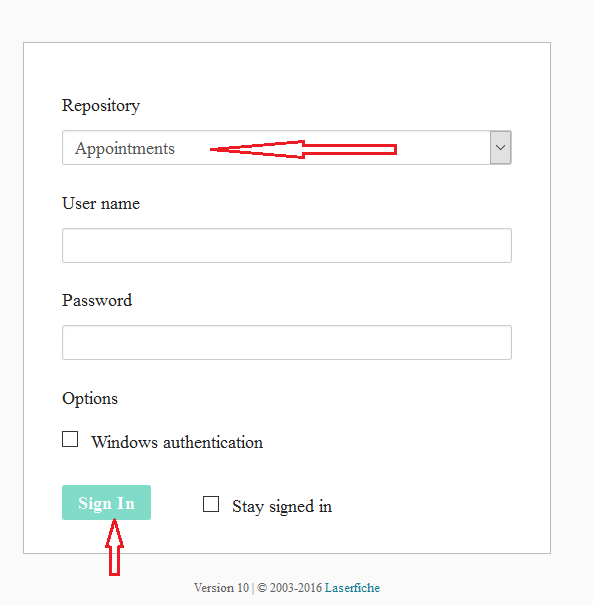 Repository
Appointments
User name
Password
Options
Windows authentication
Sign In
Stay signed in
Version 10 | © 2003-2016 Laserfiche